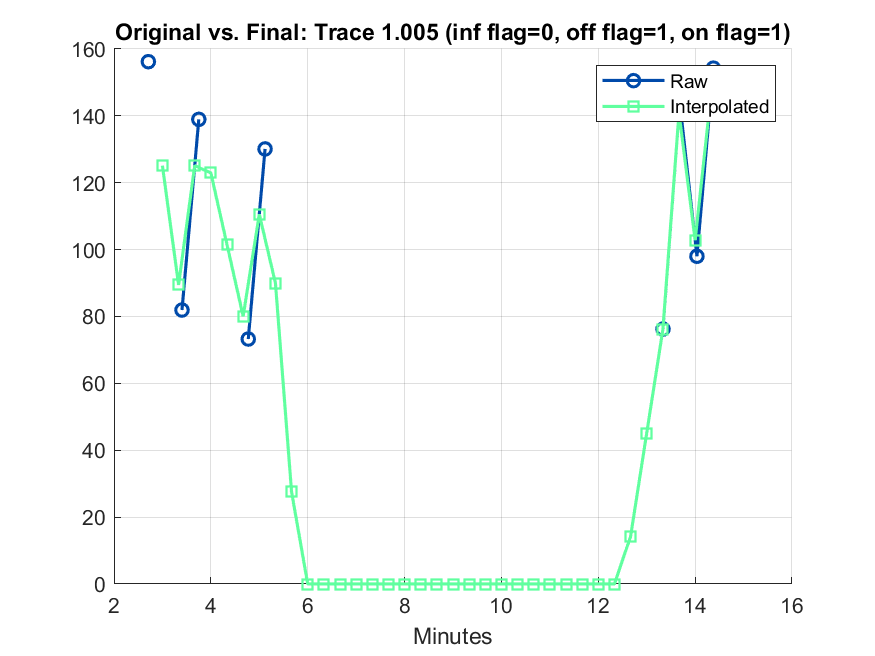 Original vs. Final: Trace 1.005 (inf flag=0, off flag=1, on flag=1)
160
140
120
100
80
60
40
20
0
Raw
Interpolated
2 4 6 8 10 12 14 16
Minutes